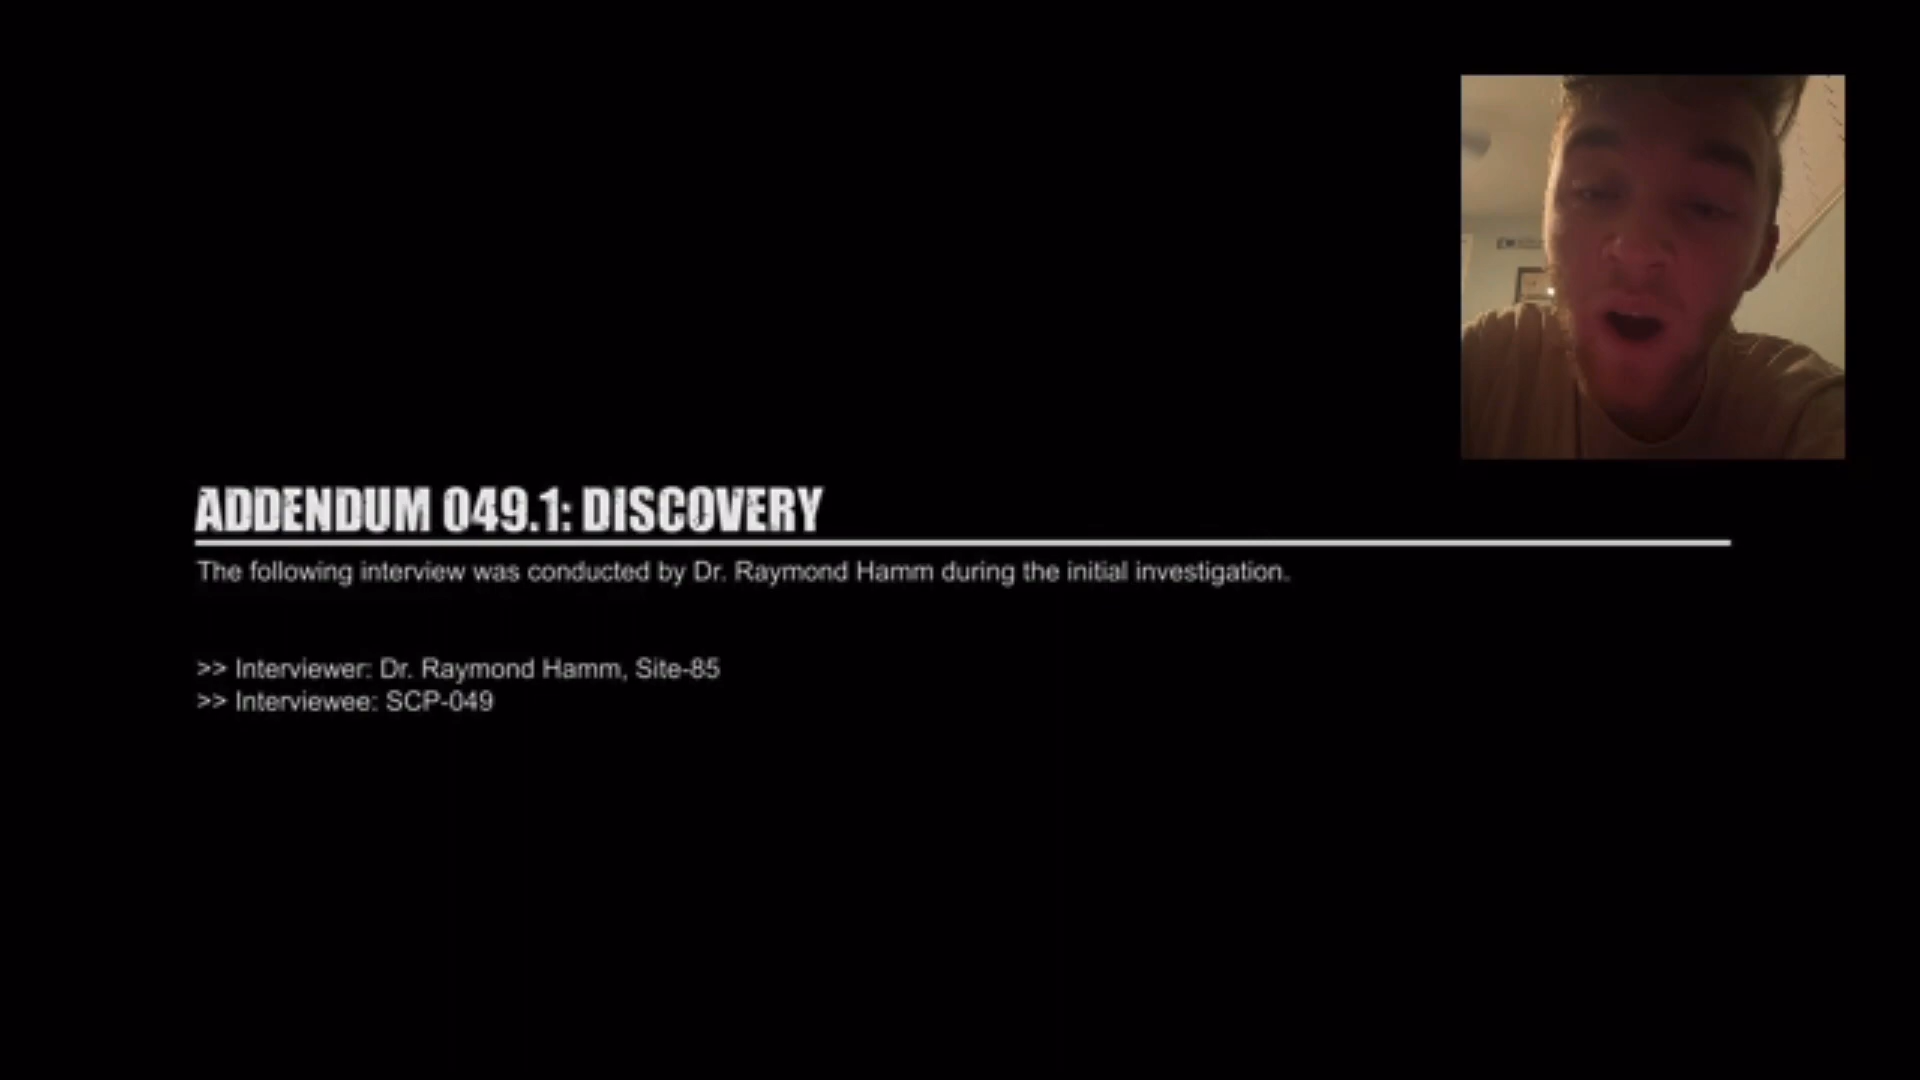 ADDENDUM 049.1: DISCOVERY
The following interview was conducted by Dr. Raymond Hamm during the initial investigation.
>> Interviewer: Dr. Raymond Hamm, Site-85
>> Interviewee: SCP-049